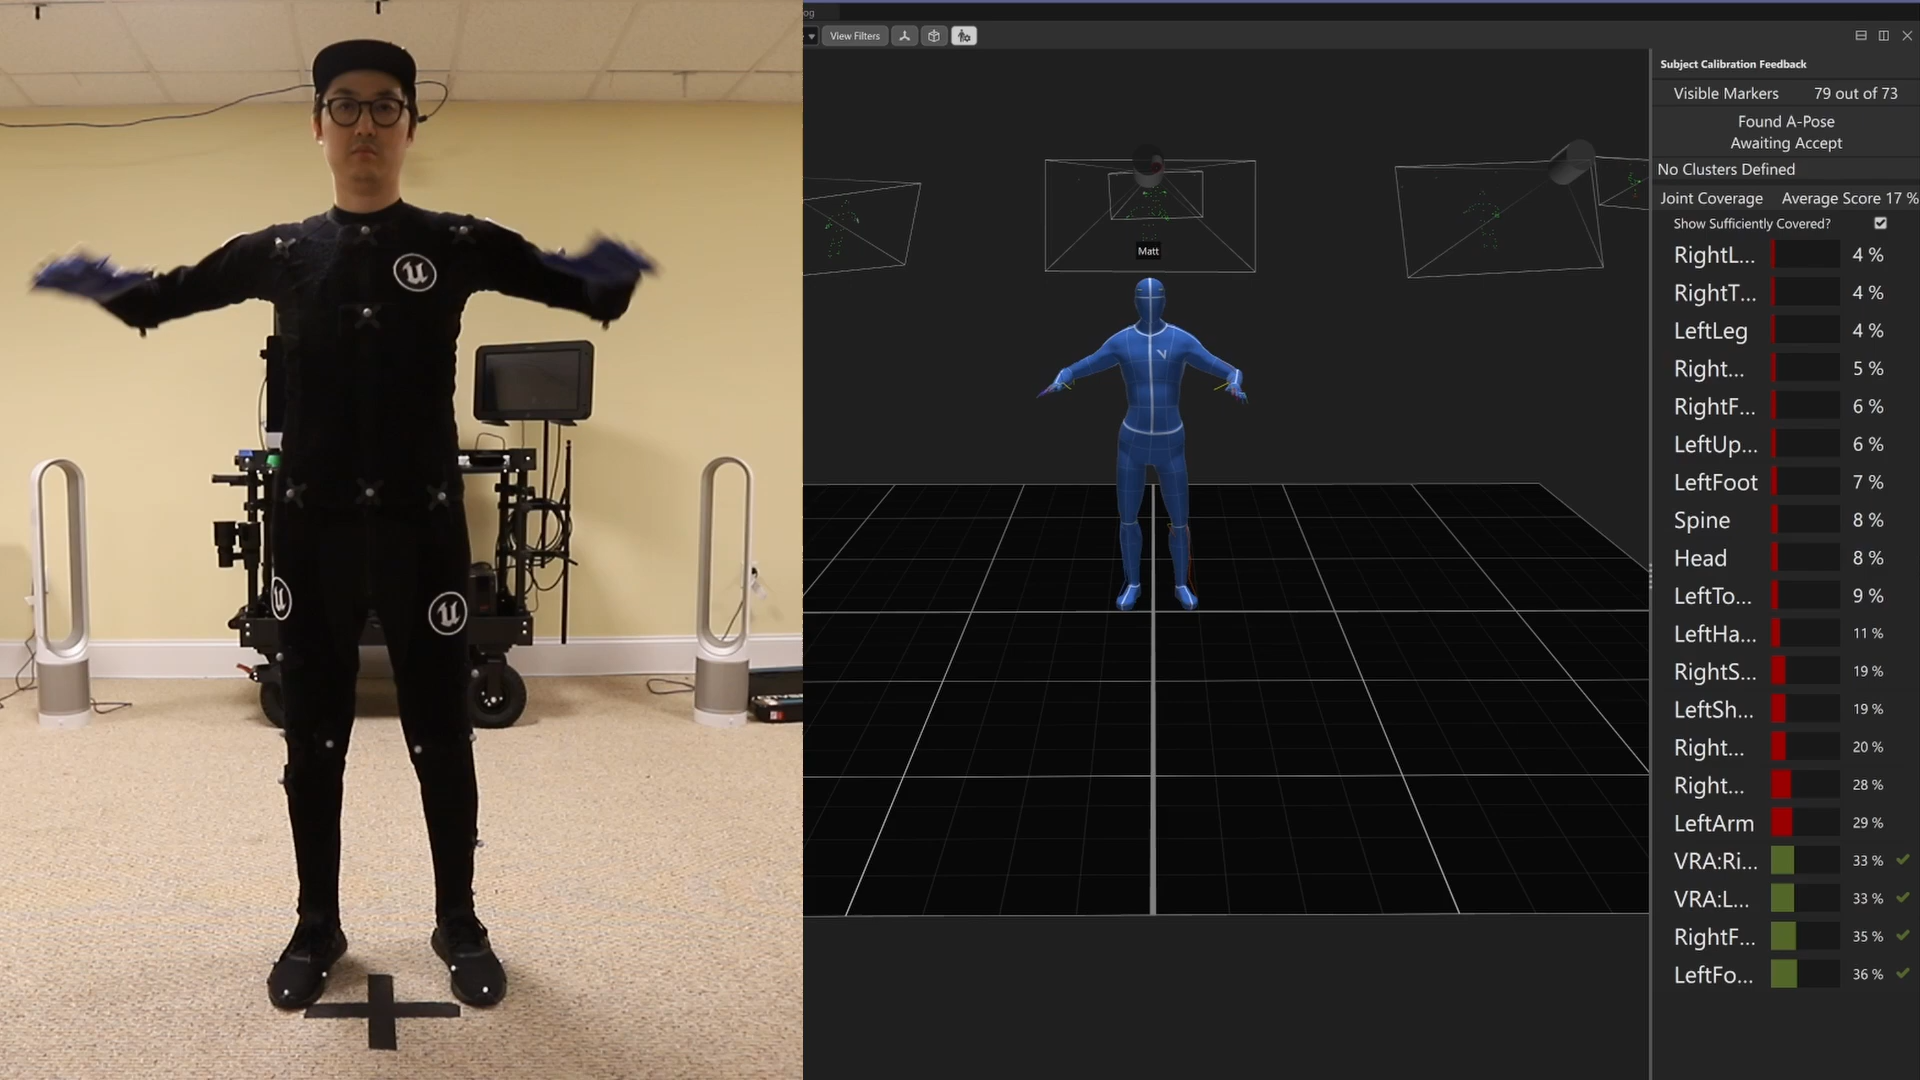 og
View Filters
Subject Calibration Feedback
Visible Markers 79 out of 73
Found A-Pose
Awaiting Accept
No Clusters Defined
Joint Coverage Average Score 17 %
Show Sufficiently Covered?
RightL... 4 %
RightT... 4 %
LeftLeg 4 %
Right... 5 %
RightF... 6 %
LeftUp... 6 %
LeftFoot 7 %
Spine 8 %
Head 8 %
LeftTo... 9 %
LeftHa... 11 %
RightS... 19 %
LeftSh... 19 %
Right... 20 %
Right... 28 %
LeftArm 29 %
VRA:Ri... 33 %
VRA:L... 33 %
RightF... 35 %
LeftFo... 36 %
Matt
U
U
U
V